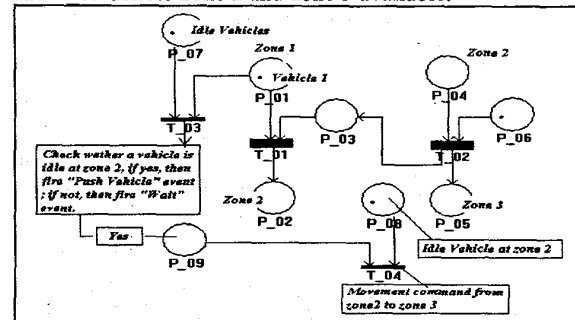 Idle Vehicles
P_07
Zone 1
Vehicle 1
P_01
Zone 2
P_04
P_06
T_03
T_01
P_03
T_02
Check wether a vehicle is
idle at zone 2, if yes, then
fire "Push Vehicle" event
; if not, then fire "Wait"
event.
Zone 2
P_02
P_08
Zone 3
P_05
Idle Vehicle at zone 2
Yes
P_09
T_04
Movement command from
zone2 to zone 3